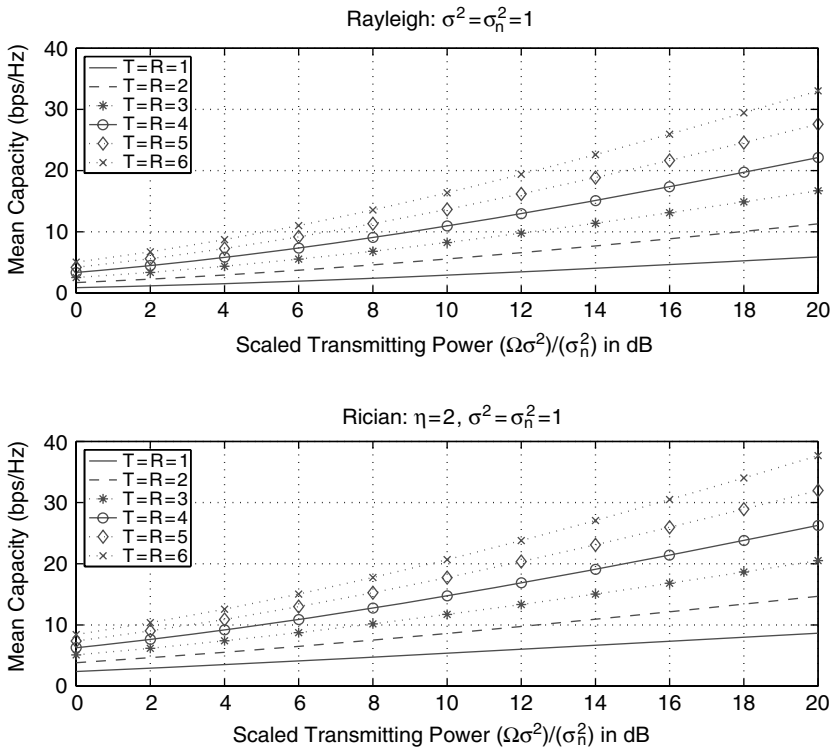 Rayleigh: σ²=σₙ²=1
Mean Capacity (bps/Hz)
40
30
20
10
0
T=R=1
T=R=2
T=R=3
T=R=4
T=R=5
T=R=6
0 2 4 6 8 10 12 14 16 18 20
Scaled Transmitting Power (Ωσ²)/(σₙ²) in dB
Rician: η=2, σ²=σₙ²=1
Mean Capacity (bps/Hz)
40
30
20
10
0
T=R=1
T=R=2
T=R=3
T=R=4
T=R=5
T=R=6
0 2 4 6 8 10 12 14 16 18 20
Scaled Transmitting Power (Ωσ²)/(σₙ²) in dB